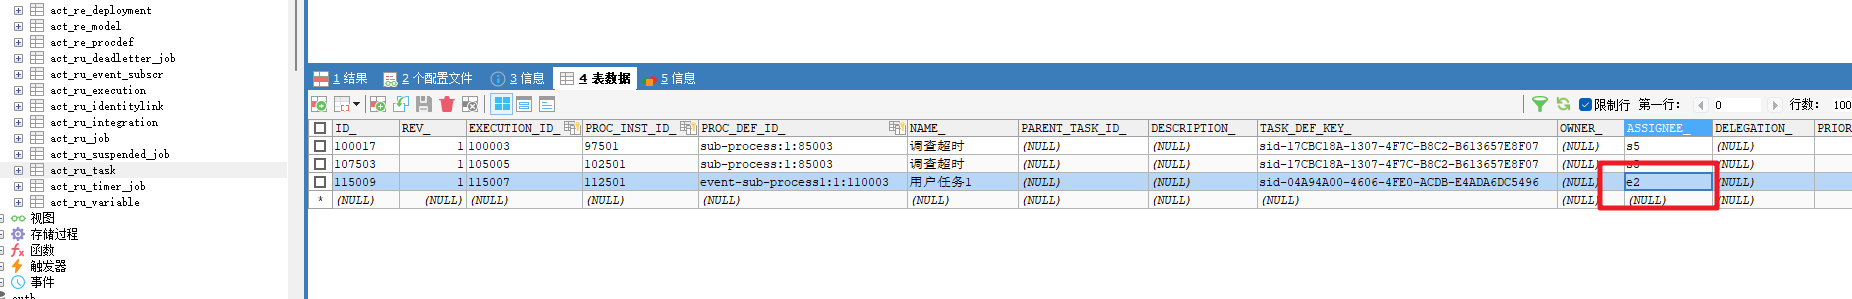 act_re_deployment
act_re_model
act_re_procdef
act_ru_deadletter_job
act_ru_event_subscr
act_ru_execution
act_ru_identitylink
act_ru_integration
act_ru_job
act_ru_suspended_job
act_ru_task
act_ru_timer_job
act_ru_variable
视图
存储过程
函数
触发器
事件
1 结果 2 个配置文件 3 信息 4 表数据 5 信息
限制行 第一行: 0 行数: 100
ID_ REV_ EXECUTION_ID_ PROC_INST_ID_ PROC_DEF_ID_ NAME_ PARENT_TASK_ID_ DESCRIPTION_ TASK_DEF_KEY_ OWNER_ ASSIGNEE_ DELEGATION_ PRIOR
100017 1 100003 97501 sub-process:1:85003 调查超时 (NULL) (NULL) sid-17CBC18A-1307-4F7C-B8C2-B613657E8F07 (NULL) s5 (NULL)
107503 1 105005 102501 sub-process:1:85003 调查超时 (NULL) (NULL) sid-17CBC18A-1307-4F7C-B8C2-B613657E8F07 (NULL) s5 (NULL)
115009 1 115007 112501 event-sub-process1:1:110003 用户任务1 (NULL) (NULL) sid-04A94A00-4606-4FE0-ACDB-E4ADA6DC5496 (NULL) e2 (NULL)
* (NULL) (NULL) (NULL) (NULL) (NULL) (NULL) (NULL) (NULL) (NULL) (NULL) (NULL) (NULL)